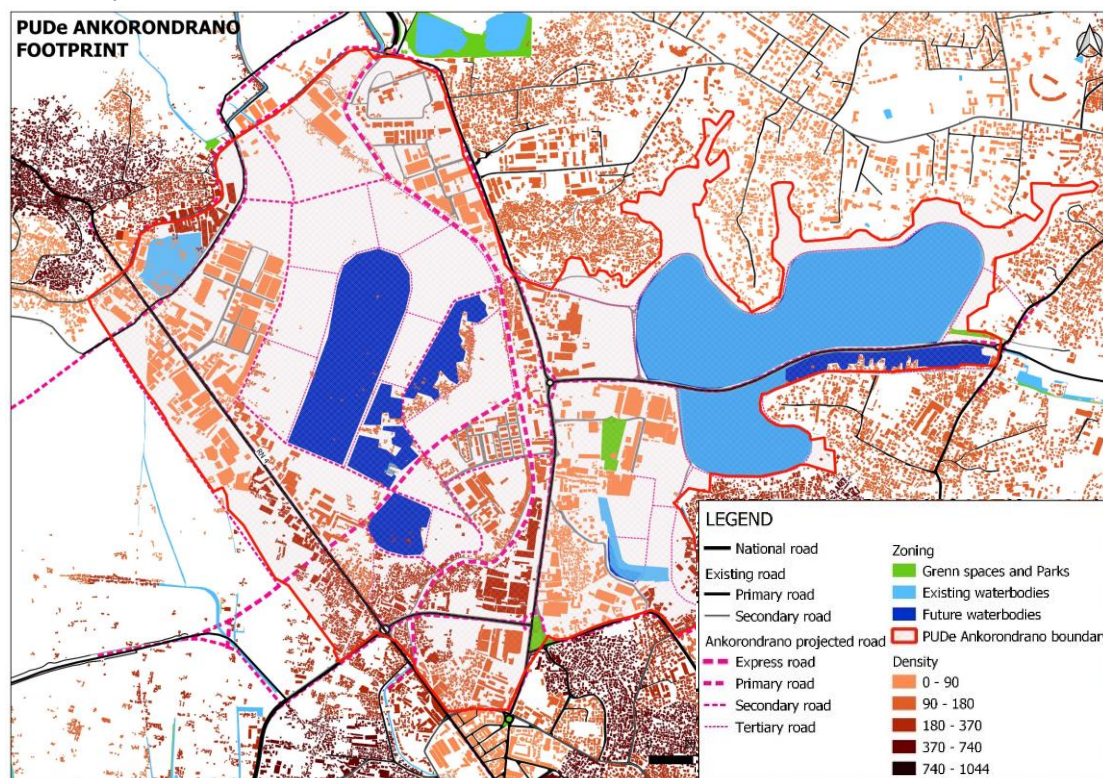 PUDe ANKORONDRANO
FOOTPRINT
LEGEND
National road
Existing road
Primary road
Secondary road
Ankorondrano projected road
Express road
Primary road
Secondary road
Tertiary road
Zoning
Grenn spaces and Parks
Existing waterbodies
Future waterbodies
PUDe Ankorondrano boundar
Density
0 - 90
90 - 180
180 - 370
370 - 740
740 - 1044